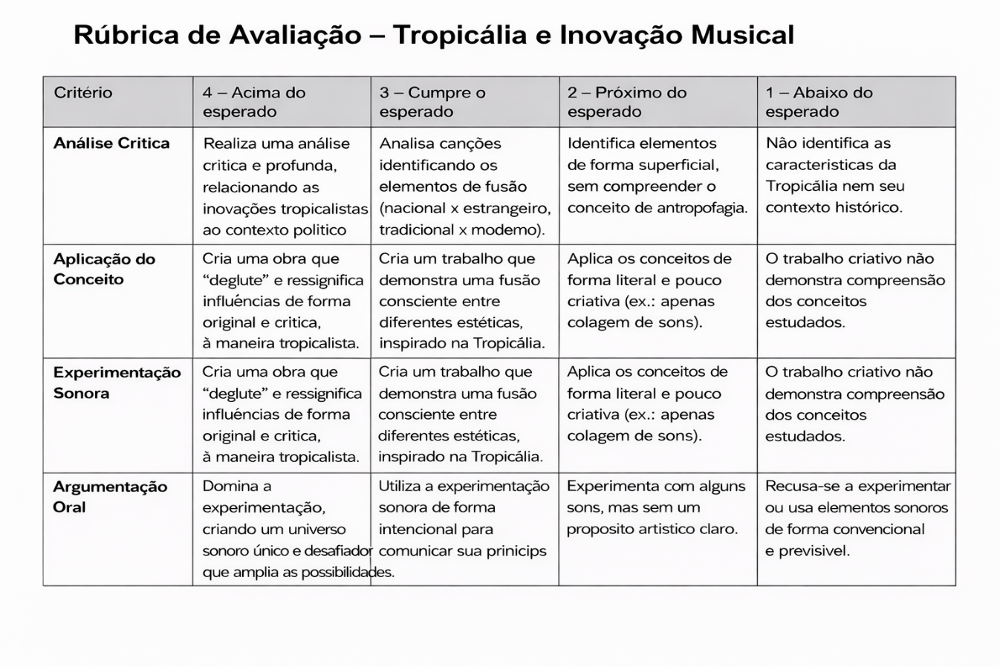 Rúbrica de Avaliação – Tropicália e Inovação Musical
Critério
4 – Acima do
esperado
3 – Cumpre o
esperado
2 – Próximo do
esperado
1 – Abaixo do
esperado
Análise Critica
Realiza uma análise
critica e profunda,
relacionando as
inovações tropicalistas
ao contexto politico
Analisa canções
identificando os
elementos de fusão
(nacional x estrangeiro,
tradicional x modemo).
Identifica elementos
de forma superficial,
sem compreender o
conceito de antropofagia.
Nâo identifica as
caracteristicas da
Tropicália nem seu
contexto histórico.
Aplicação do
Conceito
Cria uma obra que
“deglute” e ressignifica
influéncias de forma
original e critica,
à maneira tropicalista.
Cria um trabalho que
demonstra uma fusão
consciente entre
diferentes estéticas,
inspirado na Tropicália.
Aplica os conceitos de
forma literal e pouco
criativa (ex.: apenas
colagem de sons).
O trabalho criativo não
demonstra compreensão
dos conceitos
estudados.
Experimentação
Sonora
Cria uma obra que
“deglute” e ressignifica
influéncias de forma
original e critica,
à maneira tropicalista.
Cria um trabalho que
demonstra uma fusão
consciente entre
diferentes estéticas,
inspirado na Tropicália.
Aplica os conceitos de
forma literal e pouco
criativa (ex.: apenas
colagem de sons).
O trabalho criativo não
demonstra compreensão
dos conceitos
estudados.
Argumentação
Oral
Domina a
experimentação,
criando um universo
sonoro único e desafiador
que amplia as possibilidades.
Utiliza a experimentação
sonora de forma
intencional para
comunicar sua prinicips
Experimenta com alguns
sons, mas sem um
proposito artistico claro.
Recusa-se a experimentar
ou usa elementos sonoros
de forma convencional
e previsivel.